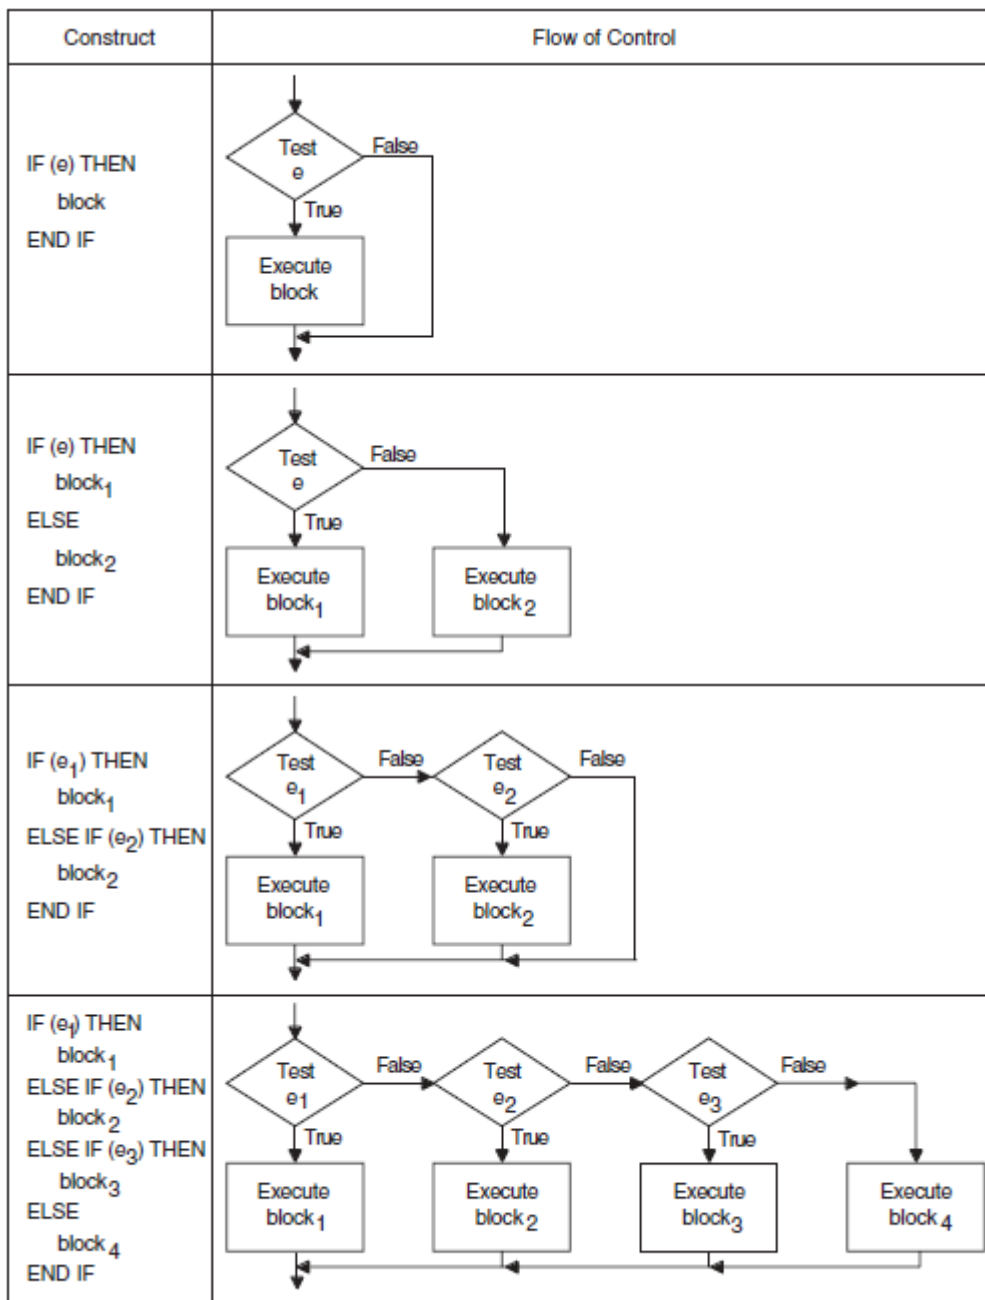 Construct
Flow of Control
IF (e) THEN
block
END IF
Test
e
False
True
Execute
block
IF (e) THEN
block1
ELSE
block2
END IF
Test
e
False
True
Execute
block1
Execute
block2
IF (e1) THEN
block1
ELSE IF (e2) THEN
block2
END IF
Test
e1
False
Test
e2
False
True
True
Execute
block1
Execute
block2
IF (e1) THEN
block1
ELSE IF (e2) THEN
block2
ELSE IF (e3) THEN
block3
ELSE
block4
END IF
Test
e1
False
Test
e2
False
Test
e3
False
True
True
True
Execute
block1
Execute
block2
Execute
block3
Execute
block4